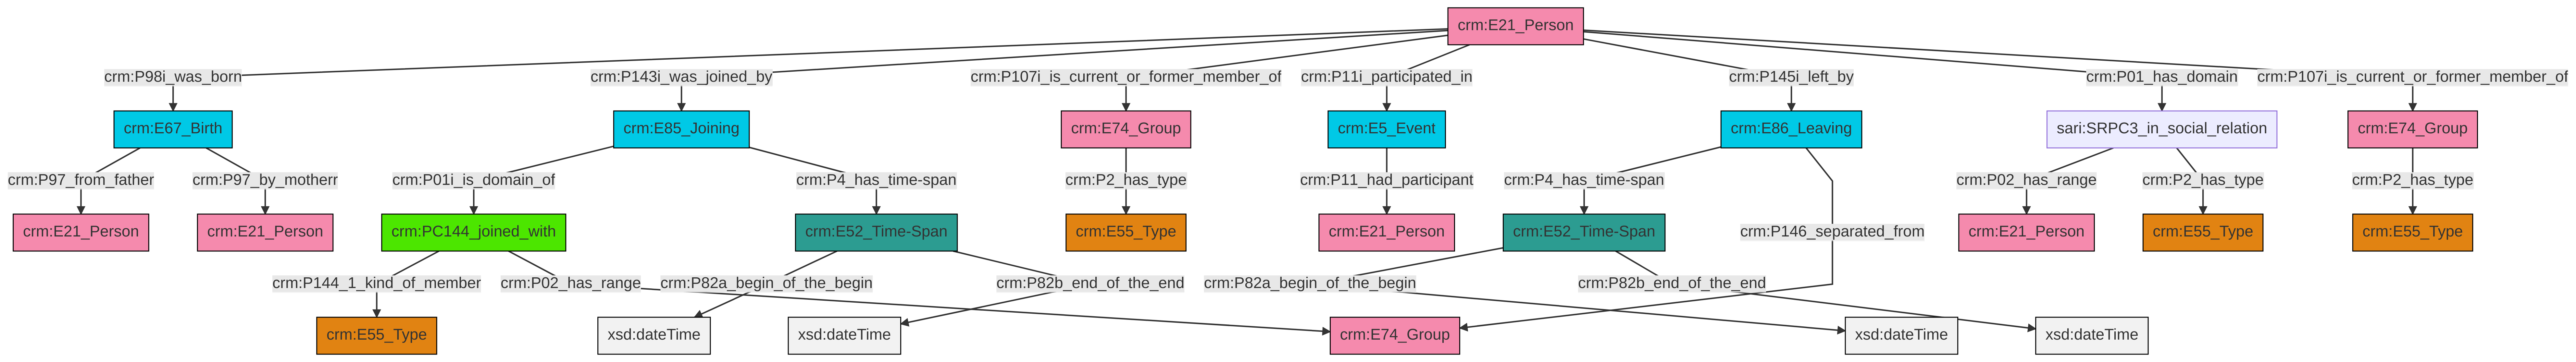 crm:E21_Person
crm:P98i_was_born
crm:P143i_was_joined_by
crm:P107i_is_current_or_former_member_of
crm:P11i_participated_in
crm:P145i_left_by
crm:P01_has_domain
crm:P107i_is_current_or_former_member_of
crm:E67_Birth
crm:E85_Joining
crm:E74_Group
crm:E5_Event
crm:E86_Leaving
sari:SRPC3_in_social_relation
crm:E74_Group
crm:P97_from_father
crm:P97_by_motherr
crm:P01i_is_domain_of
crm:P4_has_time-span
crm:P2_has_type
crm:P11_had_participant
crm:P4_has_time-span
crm:P02_has_range
crm:P2_has_type
crm:P2_has_type
crm:E21_Person
crm:E21_Person
crm:PC144_joined_with
crm:E52_Time-Span
crm:E55_Type
crm:E21_Person
crm:E52_Time-Span
crm:P146_separated_from
crm:E21_Person
crm:E55_Type
crm:E55_Type
crm:P144_1_kind_of_member
crm:P02_has_range
crm:P82a_begin_of_the_begin
crm:P82b_end_of_the_end
crm:P82a_begin_of_the_begin
crm:P82b_end_of_the_end
crm:E55_Type
xsd:dateTime
xsd:dateTime
crm:E74_Group
xsd:dateTime
xsd:dateTime